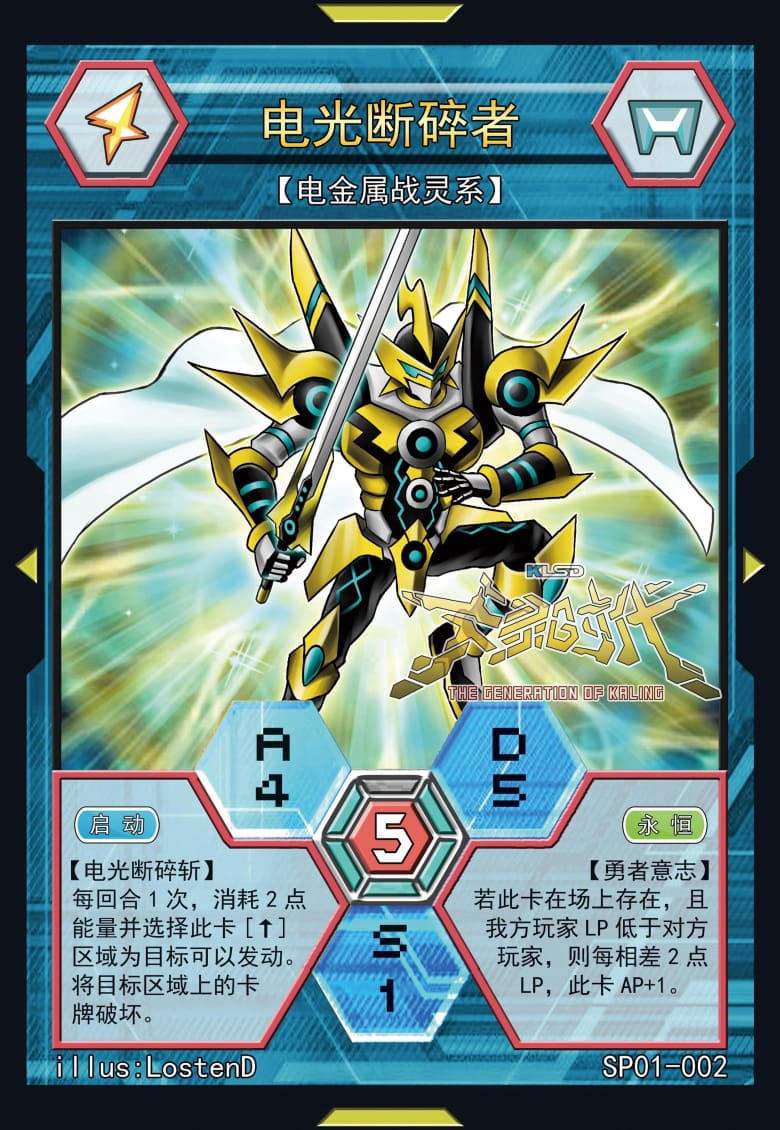 电光断碎者
【电金属战灵系】
KLSD
THE GENERATION OF KALING
A
4
D
5
5
S
1
启动
【电光断碎斩】
每回合1次，消耗2点
能量并选择此卡[↑]
区域为目标可以发动。
将目标区域上的卡
牌破坏。
永恒
【勇者意志】
若此卡在场上存在，且
我方玩家LP低于对方
玩家，则每相差2点
LP，此卡AP+1。
illus:LostenD
SP01-002